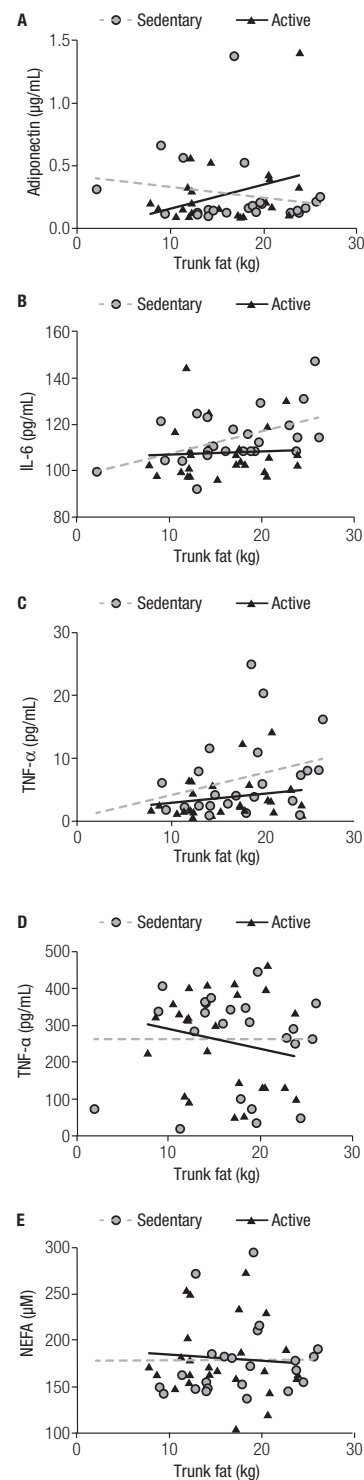 A
Sedentary Active
1.5
1.0
0.5
0.0
Adiponectin (µg/mL)
0 10 20 30
Trunk fat (kg)
B
Sedentary Active
160
140
120
100
80
IL-6 (pg/mL)
0 10 20 30
Trunk fat (kg)
C
Sedentary Active
30
20
10
0
TNF-α (pg/mL)
0 10 20 30
Trunk fat (kg)
D
Sedentary Active
500
400
300
200
100
0
TNF-α (pg/mL)
0 10 20 30
Trunk fat (kg)
E
Sedentary Active
300
250
200
150
100
NEFA (µM)
0 10 20 30
Trunk fat (kg)